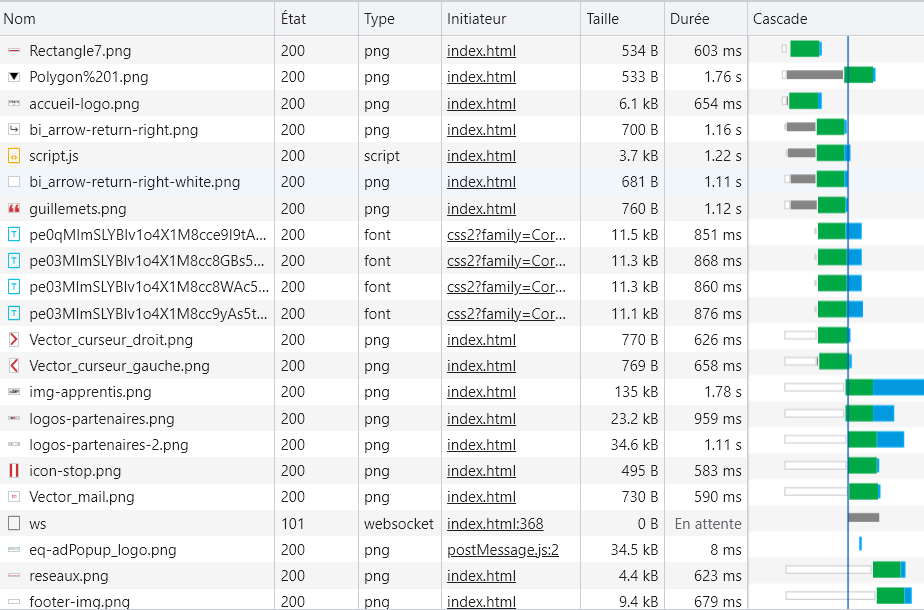 Nom État Type Initiateur Taille Durée Cascade
Rectangle7.png 200 png index.html 534 B 603 ms
Polygon%201.png 200 png index.html 533 B 1.76 s
accueil-logo.png 200 png index.html 6.1 kB 654 ms
bi_arrow-return-right.png 200 png index.html 700 B 1.16 s
script.js 200 script index.html 3.7 kB 1.22 s
bi_arrow-return-right-white.png 200 png index.html 681 B 1.11 s
guillemets.png 200 png index.html 760 B 1.12 s
pe0qMImSLYBIv1o4X1M8cce9I9tA... 200 font css2?family=Cor... 11.5 kB 851 ms
pe03MImSLYBIv1o4X1M8cc8GBs5... 200 font css2?family=Cor... 11.3 kB 868 ms
pe03MImSLYBIv1o4X1M8cc8WAc5... 200 font css2?family=Cor... 11.3 kB 860 ms
pe03MImSLYBIv1o4X1M8cc9yAs5t... 200 font css2?family=Cor... 11.1 kB 876 ms
Vector_curseur_droit.png 200 png index.html 770 B 626 ms
Vector_curseur_gauche.png 200 png index.html 769 B 658 ms
img-apprentis.png 200 png index.html 135 kB 1.78 s
logos-partenaires.png 200 png index.html 23.2 kB 959 ms
logos-partenaires-2.png 200 png index.html 34.6 kB 1.11 s
icon-stop.png 200 png index.html 495 B 583 ms
Vector_mail.png 200 png index.html 730 B 590 ms
ws 101 websocket index.html:368 0 B En attente
eq-adPopup_logo.png 200 png postMessage.js:2 34.5 kB 8 ms
reseaux.png 200 png index.html 4.4 kB 623 ms
footer-img.png 200 png index.html 9.4 kB 679 ms